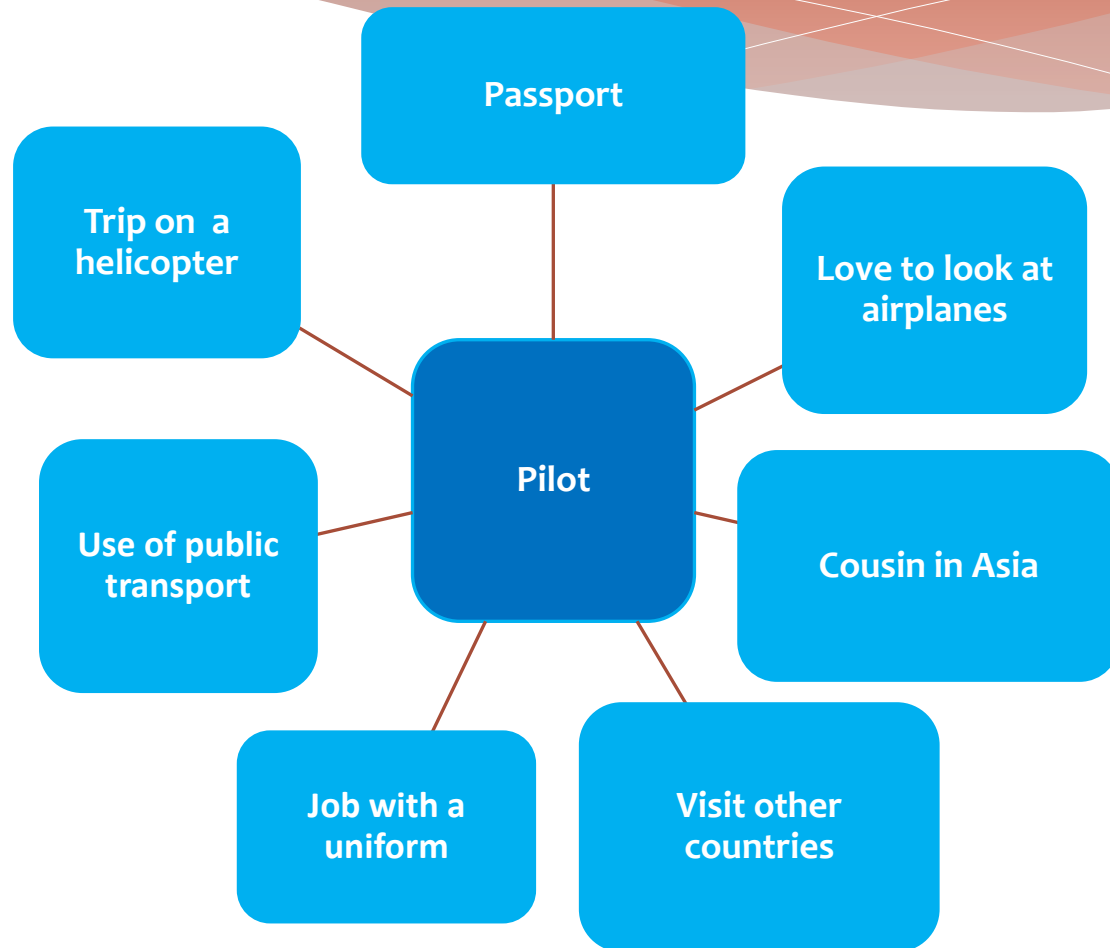 Passport
Trip on a
helicopter
Love to look at
airplanes
Pilot
Use of public
transport
Cousin in Asia
Job with a
uniform
Visit other
countries